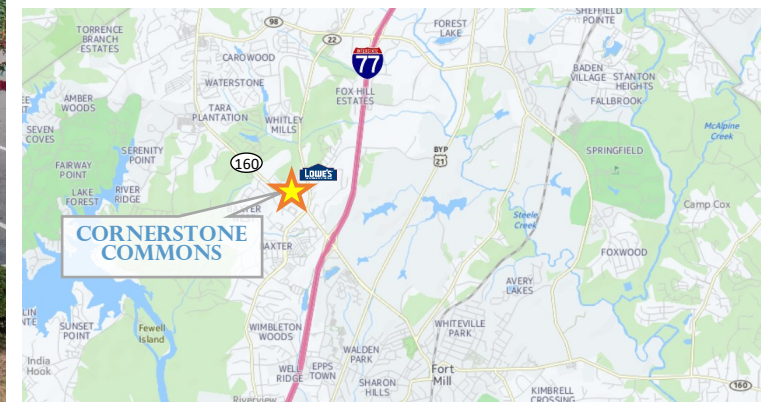 TORRENCE
BRANCH
ESTATES
98
22
FOREST
LAKE
SHEFFIELD
POINTE
CAROWOOD
INTERSTATE
77
WATERSTONE
FOX HILL
ESTATES
BADEN
VILLAGE
STANTON
HEIGHTS
FALLBROOK
AMBER
WOODS
TARA
PLANTATION
WHITLEY
MILLS
SEVEN
COVES
McAlpine
Creek
SERENITY
POINT
160
LOWE'S
BYP
21
SPRINGFIELD
FAIRWAY
POINT
LAKE
FOREST
RIVER
RIDGE
Camp Cox
Steele
Creek
CORNERSTONE
COMMONS
FOXWOOD
AVERY
LAKES
SUNSET
POINT
Fewell
Island
WIMBLETON
WOODS
WHITEVILLE
PARK
India
Hook
WALDEN
PARK
WELL
RIDGE
EPPS
TOWN
SHARON
HILLS
Fort
Mill
KIMBRELL
CROSSING
160
Riverview